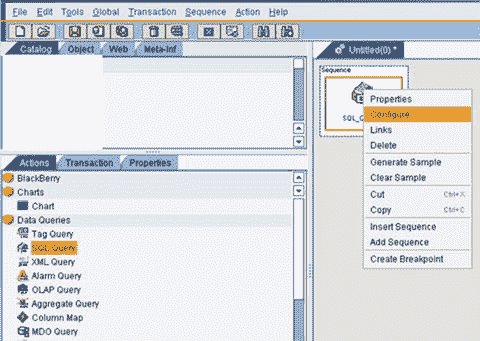 File Edit Tools Global Transaction Sequence Action Help
Catalog Object Web Meta-Inf
Actions Transaction Properties
BlackBerry
Charts
Chart
Data Queries
Tag Query
SQL Query
XML Query
Alarm Query
OLAP Query
Aggregate Query
Column Map
MDO Query
Untitled(0) *
Sequence
Properties
Configure
Links
Delete
Generate Sample
Clear Sample
Cut Ctrl+X
Copy Ctrl+C
Insert Sequence
Add Sequence
Create Breakpoint